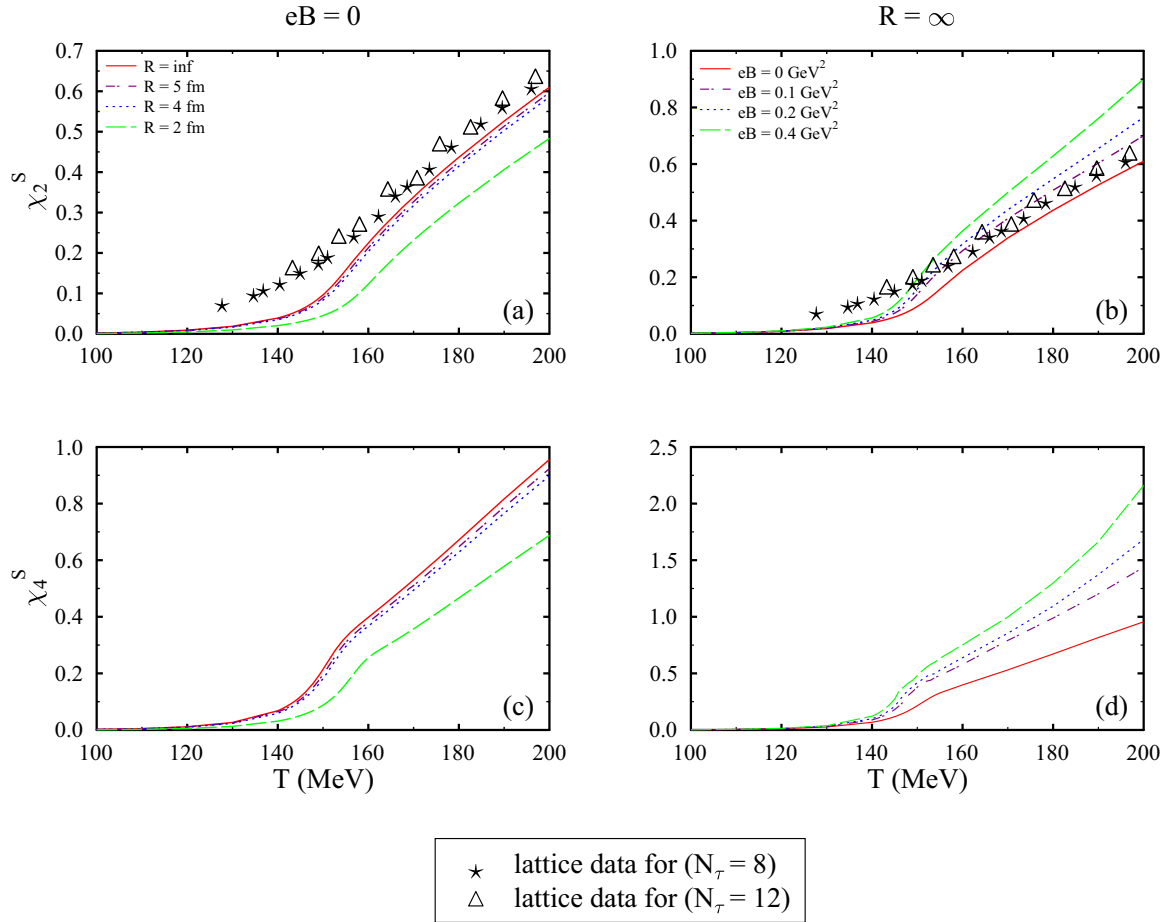 eB = 0
R = ∞
0.7
0.6
0.5
0.4
0.3
0.2
0.1
0.0
χ₂ˢ
R = inf
R = 5 fm
R = 4 fm
R = 2 fm
(a)
100 120 140 160 180 200
1.0
0.8
0.6
0.4
0.2
0.0
eB = 0 GeV²
eB = 0.1 GeV²
eB = 0.2 GeV²
eB = 0.4 GeV²
(b)
100 120 140 160 180 200
1.0
0.8
0.6
0.4
0.2
0.0
χ₄ˢ
(c)
100 120 140 160 180 200
T (MeV)
2.5
2.0
1.5
1.0
0.5
0.0
(d)
100 120 140 160 180 200
T (MeV)
lattice data for (N_τ = 8)
lattice data for (N_τ = 12)